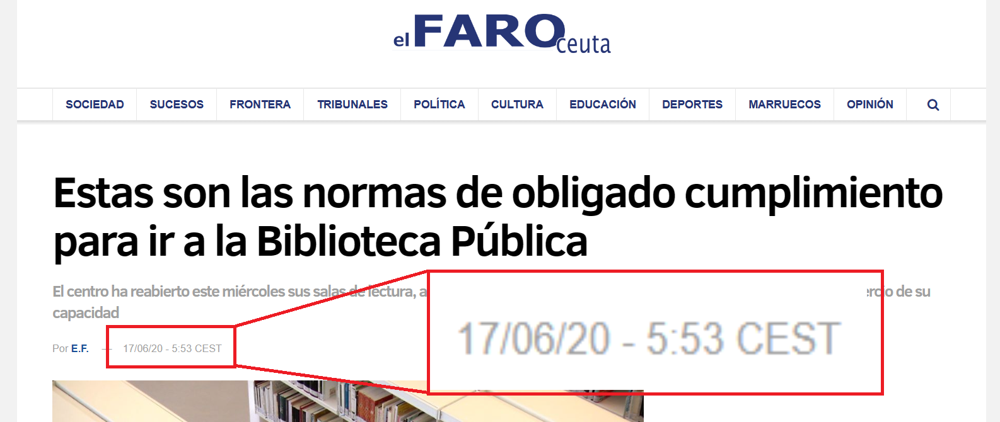 el FARO ceuta
SOCIEDAD SUCESOS FRONTERA TRIBUNALES POLÍTICA CULTURA EDUCACIÓN DEPORTES MARRUECOS OPINIÓN
Estas son las normas de obligado cumplimiento
para ir a la Biblioteca Pública
El centro ha reabierto este miércoles sus salas de lectura, a de su
capacidad
Por E.F. — 17/06/20 - 5:53 CEST
17/06/20 - 5:53 CEST